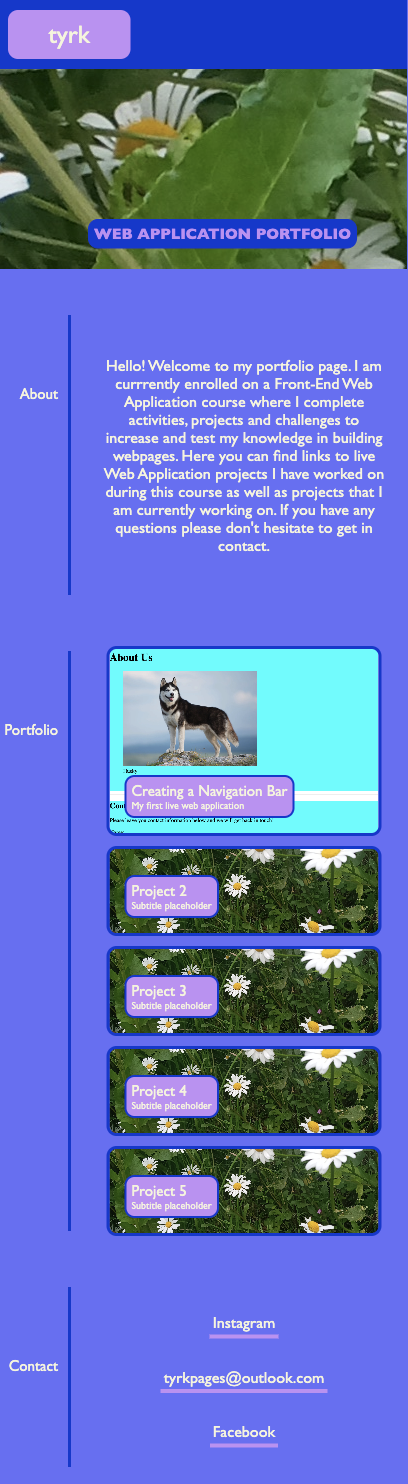 tyrk
WEB APPLICATION PORTFOLIO
About
Hello! Welcome to my portfolio page. I am
currrently enrolled on a Front-End Web
Application course where I complete
activities, projects and challenges to
increase and test my knowledge in building
webpages. Here you can find links to live
Web Application projects I have worked on
during this course as well as projects that I
am currently working on. If you have any
questions please don't hesitate to get in
contact.
Portfolio
About Us
Husky
Creating a Navigation Bar
My first live web application
Project 2
Subtitle placeholder
Project 3
Subtitle placeholder
Project 4
Subtitle placeholder
Project 5
Subtitle placeholder
Contact
Instagram
tyrkpages@outlook.com
Facebook